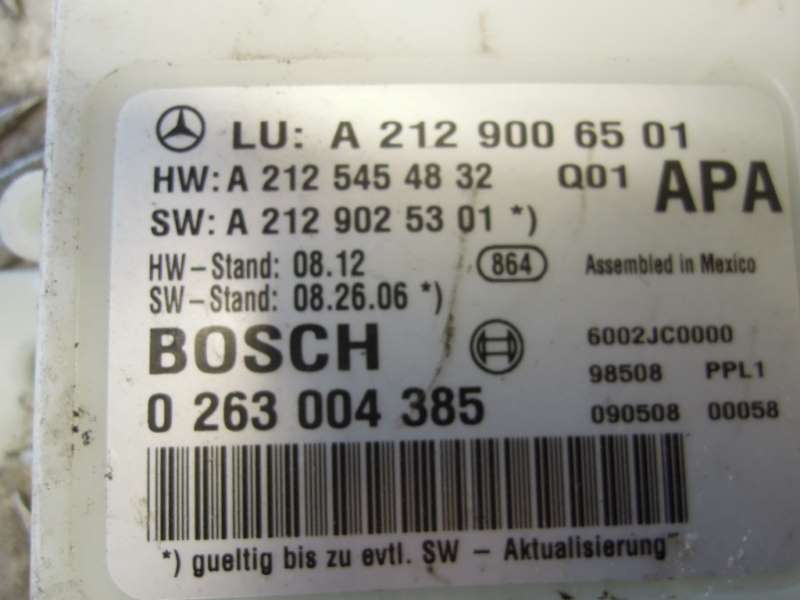 LU: A 212 900 65 01
HW: A 212 545 48 32 Q01 APA
SW: A 212 902 53 01 *)
HW-Stand: 08.12 864 Assembled in Mexico
SW-Stand: 08.26.06 *)
BOSCH 6002JC0000
98508 PPL1
0 263 004 385 090508 00058
*) gueltig bis zu evtl. SW - Aktualisierung